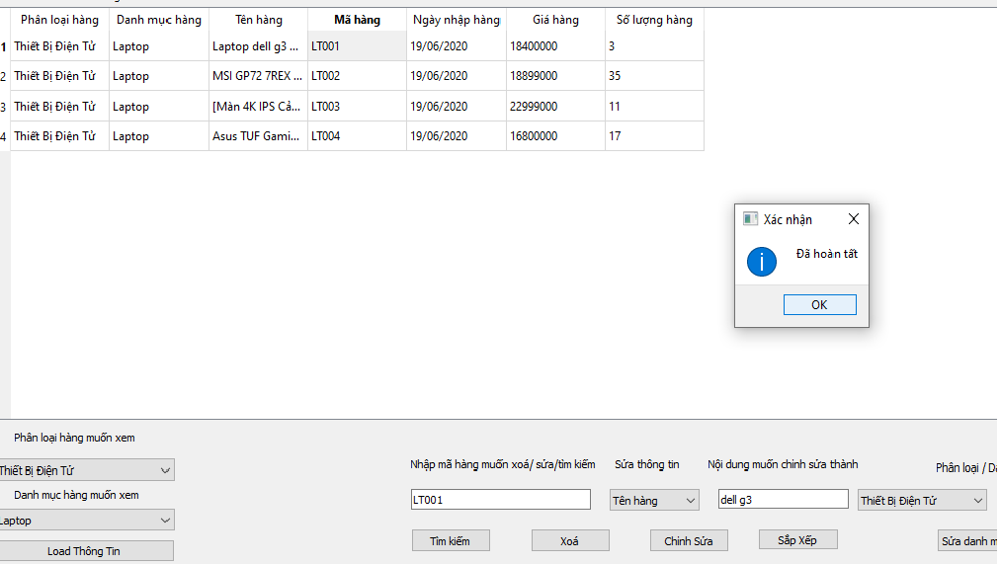 Phân loại hàng Danh mục hàng Tên hàng Mã hàng Ngày nhập hàng Giá hàng Số lượng hàng
1 Thiết Bị Điện Tử Laptop Laptop dell g3 ... LT001 19/06/2020 18400000 3
2 Thiết Bị Điện Tử Laptop MSI GP72 7REX ... LT002 19/06/2020 18899000 35
3 Thiết Bị Điện Tử Laptop [Màn 4K IPS Cả... LT003 19/06/2020 22999000 11
4 Thiết Bị Điện Tử Laptop Asus TUF Gami... LT004 19/06/2020 16800000 17
Xác nhận
Đã hoàn tất
OK
Phân loại hàng muốn xem
Thiết Bị Điện Tử
Danh mục hàng muốn xem
Laptop
Load Thông Tin
Nhập mã hàng muốn xoá/ sửa/tìm kiếm Sửa thông tin Nội dung muốn chỉnh sửa thành Phân loại / Da
LT001 Tên hàng dell g3 Thiết Bị Điện Tử
Tìm kiếm Xoá Chỉnh Sửa Sắp Xếp Sửa danh m